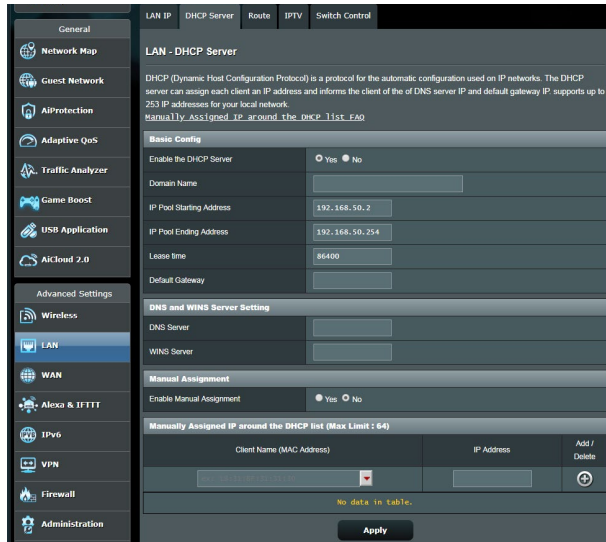 LAN IP DHCP Server Route IPTV Switch Control
General
Network Map
Guest Network
AiProtection
Adaptive QoS
Traffic Analyzer
Game Boost
USB Application
AiCloud 2.0
Advanced Settings
Wireless
LAN
WAN
Alexa & IFTTT
IPv6
VPN
Firewall
Administration
LAN - DHCP Server
DHCP (Dynamic Host Configuration Protocol) is a protocol for the automatic configuration used on IP networks. The DHCP
server can assign each client an IP address and informs the client of the of DNS server IP and default gateway IP. supports up to
253 IP addresses for your local network.
Manually Assigned IP around the DHCP list FAQ
Basic Config
Enable the DHCP Server Yes No
Domain Name
IP Pool Starting Address 192.168.50.2
IP Pool Ending Address 192.168.50.254
Lease time 86400
Default Gateway
DNS and WINS Server Setting
DNS Server
WINS Server
Manual Assignment
Enable Manual Assignment Yes No
Manually Assigned IP around the DHCP list (Max Limit : 64)
Client Name (MAC Address) IP Address Add /
Delete
No data in table.
Apply